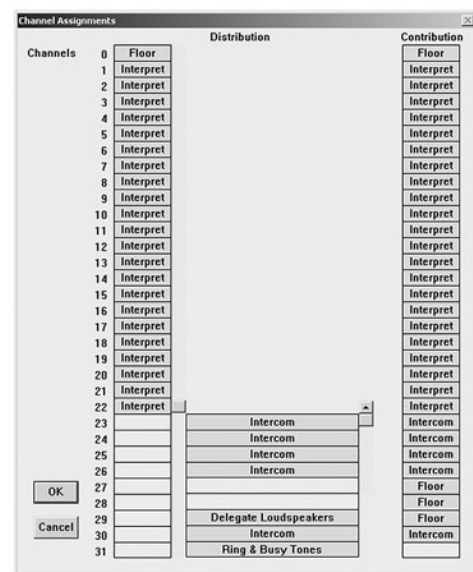 Channel Assignments
Distribution Contribution
Channels 0 Floor Floor
1 Interpret Interpret
2 Interpret Interpret
3 Interpret Interpret
4 Interpret Interpret
5 Interpret Interpret
6 Interpret Interpret
7 Interpret Interpret
8 Interpret Interpret
9 Interpret Interpret
10 Interpret Interpret
11 Interpret Interpret
12 Interpret Interpret
13 Interpret Interpret
14 Interpret Interpret
15 Interpret Interpret
16 Interpret Interpret
17 Interpret Interpret
18 Interpret Interpret
19 Interpret Interpret
20 Interpret Interpret
21 Interpret Interpret
22 Interpret Interpret
23 Intercom Intercom
24 Intercom Intercom
25 Intercom Intercom
26 Intercom Intercom
27 Floor
OK
28 Floor
29 Delegate Loudspeakers Floor
Cancel
30 Intercom Intercom
31 Ring & Busy Tones